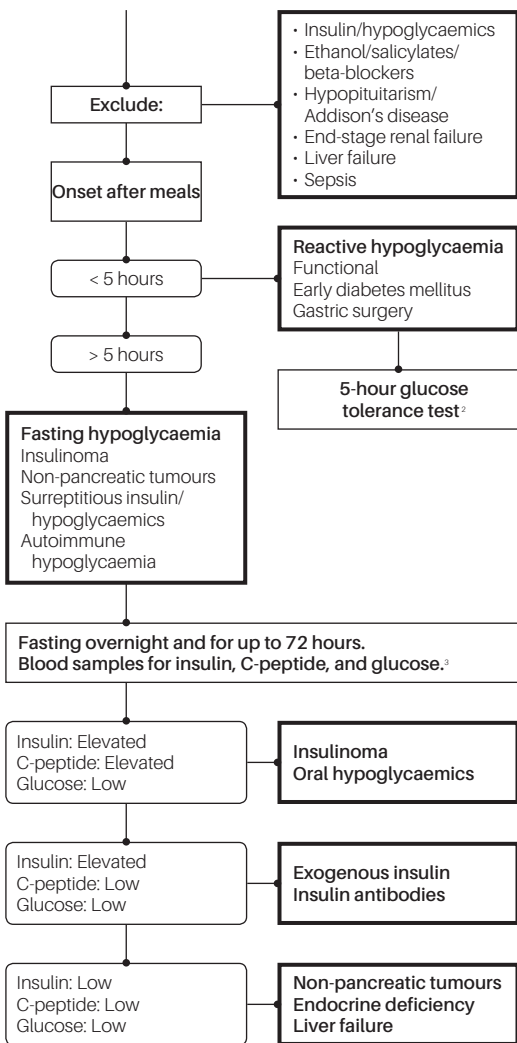 Exclude:
· Insulin/hypoglycaemics
· Ethanol/salicylates/
beta-blockers
· Hypopituitarism/
Addison's disease
· End-stage renal failure
· Liver failure
· Sepsis
Onset after meals
< 5 hours
Reactive hypoglycaemia
Functional
Early diabetes mellitus
Gastric surgery
> 5 hours
5-hour glucose
tolerance test²
Fasting hypoglycaemia
Insulinoma
Non-pancreatic tumours
Surreptitious insulin/
hypoglycaemics
Autoimmune
hypoglycaemia
Fasting overnight and for up to 72 hours.
Blood samples for insulin, C-peptide, and glucose.³
Insulin: Elevated
C-peptide: Elevated
Glucose: Low
Insulinoma
Oral hypoglycaemics
Insulin: Elevated
C-peptide: Low
Glucose: Low
Exogenous insulin
Insulin antibodies
Insulin: Low
C-peptide: Low
Glucose: Low
Non-pancreatic tumours
Endocrine deficiency
Liver failure